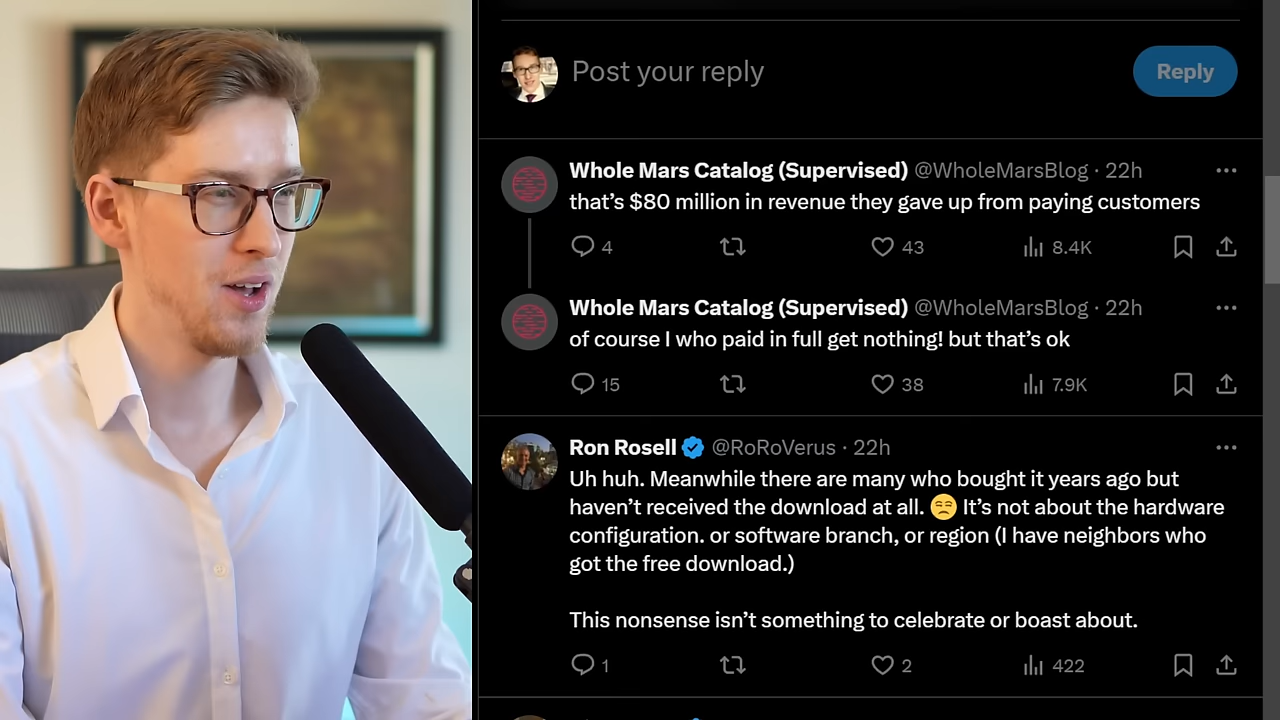 Post your reply
Reply
Whole Mars Catalog (Supervised) @WholeMarsBlog · 22h
that's $80 million in revenue they gave up from paying customers
4 43 8.4K
Whole Mars Catalog (Supervised) @WholeMarsBlog · 22h
of course I who paid in full get nothing! but that's ok
15 38 7.9K
Ron Rosell @RoRoVerus · 22h
Uh huh. Meanwhile there are many who bought it years ago but
haven't received the download at all. 😒 It's not about the hardware
configuration. or software branch, or region (I have neighbors who
got the free download.)
This nonsense isn't something to celebrate or boast about.
1 2 422